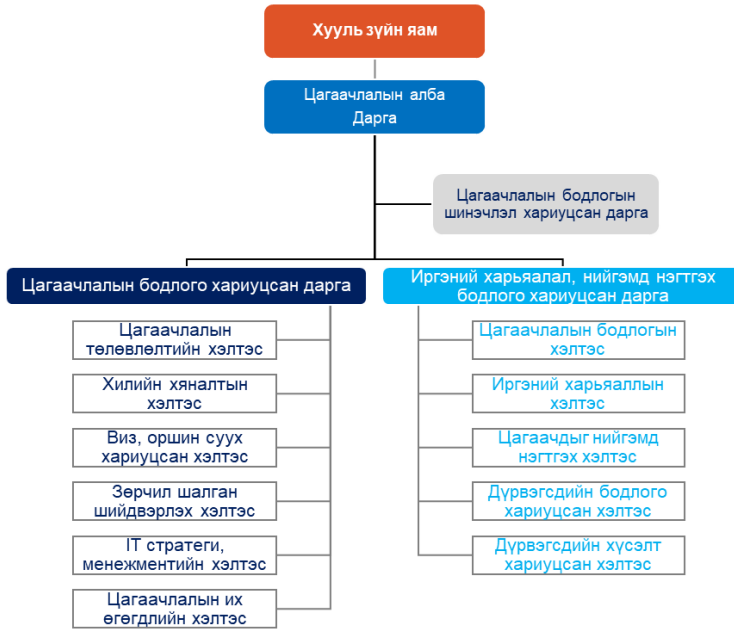 Хууль зүйн яам
Цагаачлалын алба
Дарга
Цагаачлалын бодлогын
шинэчлэл хариуцсан дарга
Цагаачлалын бодлого хариуцсан дарга
Иргэний харьяалал, нийгэмд нэгтгэх
бодлого хариуцсан дарга
Цагаачлалын
төлөвлөлтийн хэлтэс
Хилийн хяналтын
хэлтэс
Виз, оршин суух
хариуцсан хэлтэс
Зөрчил шалган
шийдвэрлэх хэлтэс
IT стратеги,
менежментийн хэлтэс
Цагаачлалын их
өгөгдлийн хэлтэс
Цагаачлалын бодлогын
хэлтэс
Иргэний харьяаллын
хэлтэс
Цагаачдыг нийгэмд
нэгтгэх хэлтэс
Дүрвэгсдийн бодлого
хариуцсан хэлтэс
Дүрвэгсдийн хүсэлт
хариуцсан хэлтэс